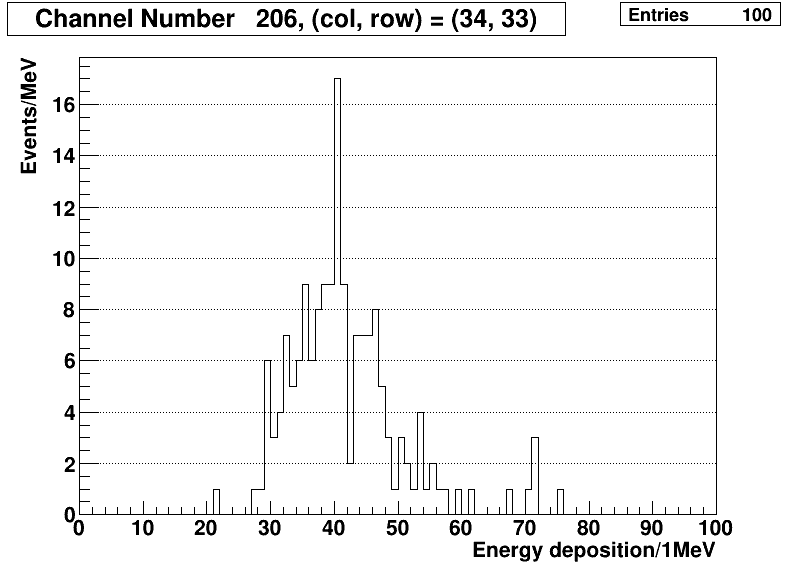 Channel Number 206, (col, row) = (34, 33)
Entries 100
Events/MeV
16
14
12
10
8
6
4
2
0
0 10 20 30 40 50 60 70 80 90 100
Energy deposition/1MeV